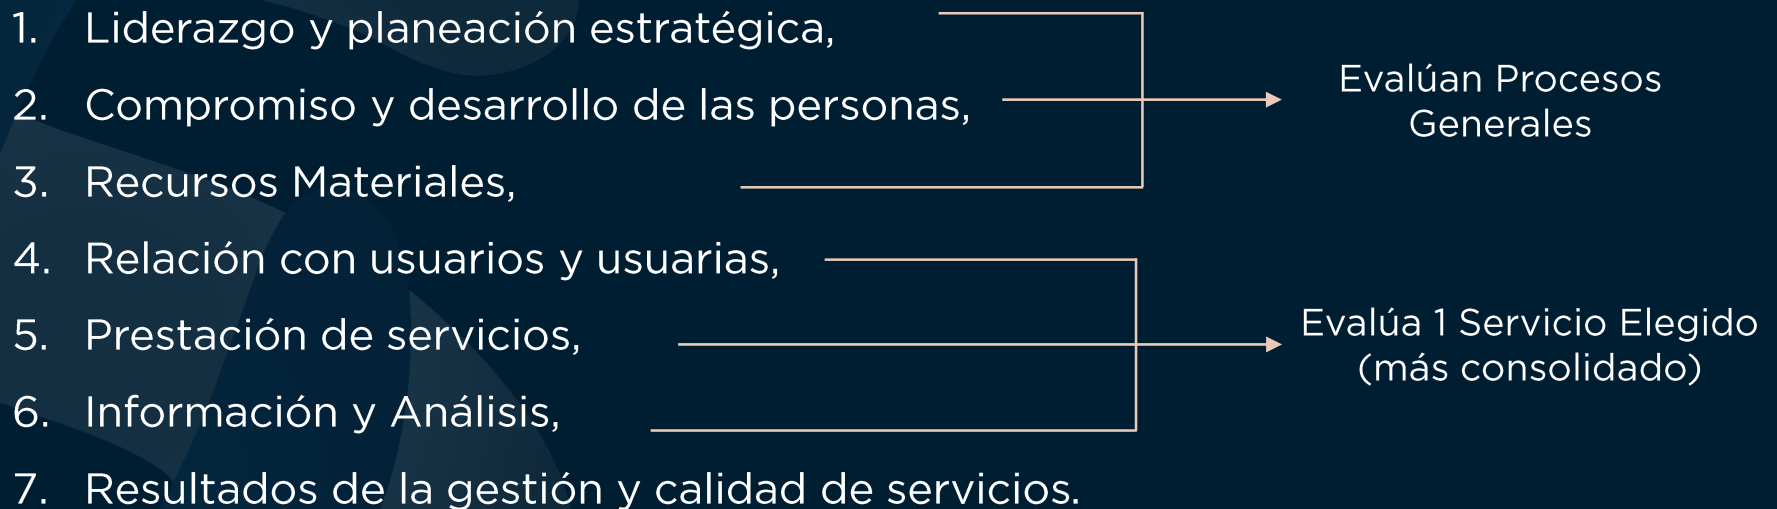 1. Liderazgo y planeación estratégica,
2. Compromiso y desarrollo de las personas,
3. Recursos Materiales,
4. Relación con usuarios y usuarias,
5. Prestación de servicios,
6. Información y Análisis,
7. Resultados de la gestión y calidad de servicios.
Evalúan Procesos
Generales
Evalúa 1 Servicio Elegido
(más consolidado)